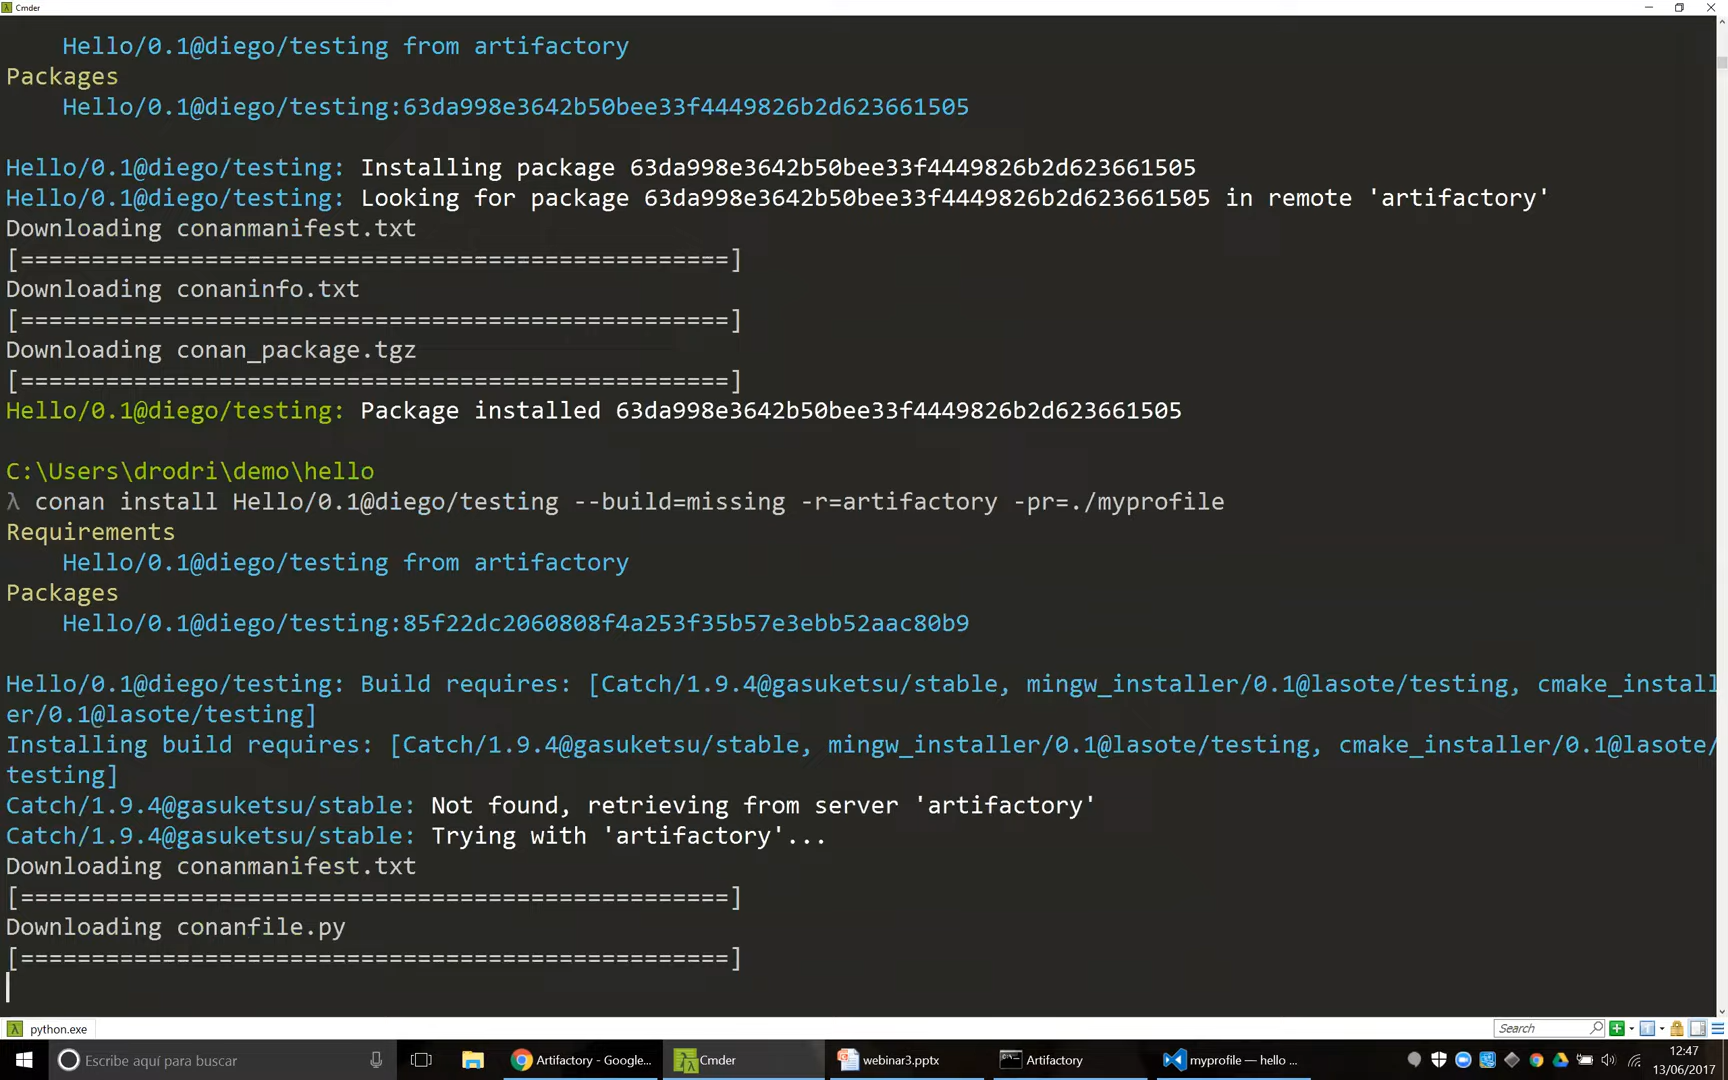 Cmder
Hello/0.1@diego/testing from artifactory
Packages
Hello/0.1@diego/testing:63da998e3642b50bee33f4449826b2d623661505
Hello/0.1@diego/testing: Installing package 63da998e3642b50bee33f4449826b2d623661505
Hello/0.1@diego/testing: Looking for package 63da998e3642b50bee33f4449826b2d623661505 in remote 'artifactory'
Downloading conanmanifest.txt
[==================================================]
Downloading conaninfo.txt
[==================================================]
Downloading conan_package.tgz
[==================================================]
Hello/0.1@diego/testing: Package installed 63da998e3642b50bee33f4449826b2d623661505
C:\Users\drodri\demo\hello
λ conan install Hello/0.1@diego/testing --build=missing -r=artifactory -pr=./myprofile
Requirements
Hello/0.1@diego/testing from artifactory
Packages
Hello/0.1@diego/testing:85f22dc2060808f4a253f35b57e3ebb52aac80b9
Hello/0.1@diego/testing: Build requires: [Catch/1.9.4@gasuketsu/stable, mingw_installer/0.1@lasote/testing, cmake_install
er/0.1@lasote/testing]
Installing build requires: [Catch/1.9.4@gasuketsu/stable, mingw_installer/0.1@lasote/testing, cmake_installer/0.1@lasote/
testing]
Catch/1.9.4@gasuketsu/stable: Not found, retrieving from server 'artifactory'
Catch/1.9.4@gasuketsu/stable: Trying with 'artifactory'...
Downloading conanmanifest.txt
[==================================================]
Downloading conanfile.py
[==================================================]
python.exe
Search
Escribe aquí para buscar
Artifactory - Google...
Cmder
webinar3.pptx
Artifactory
myprofile — hello ...
12:47
13/06/2017